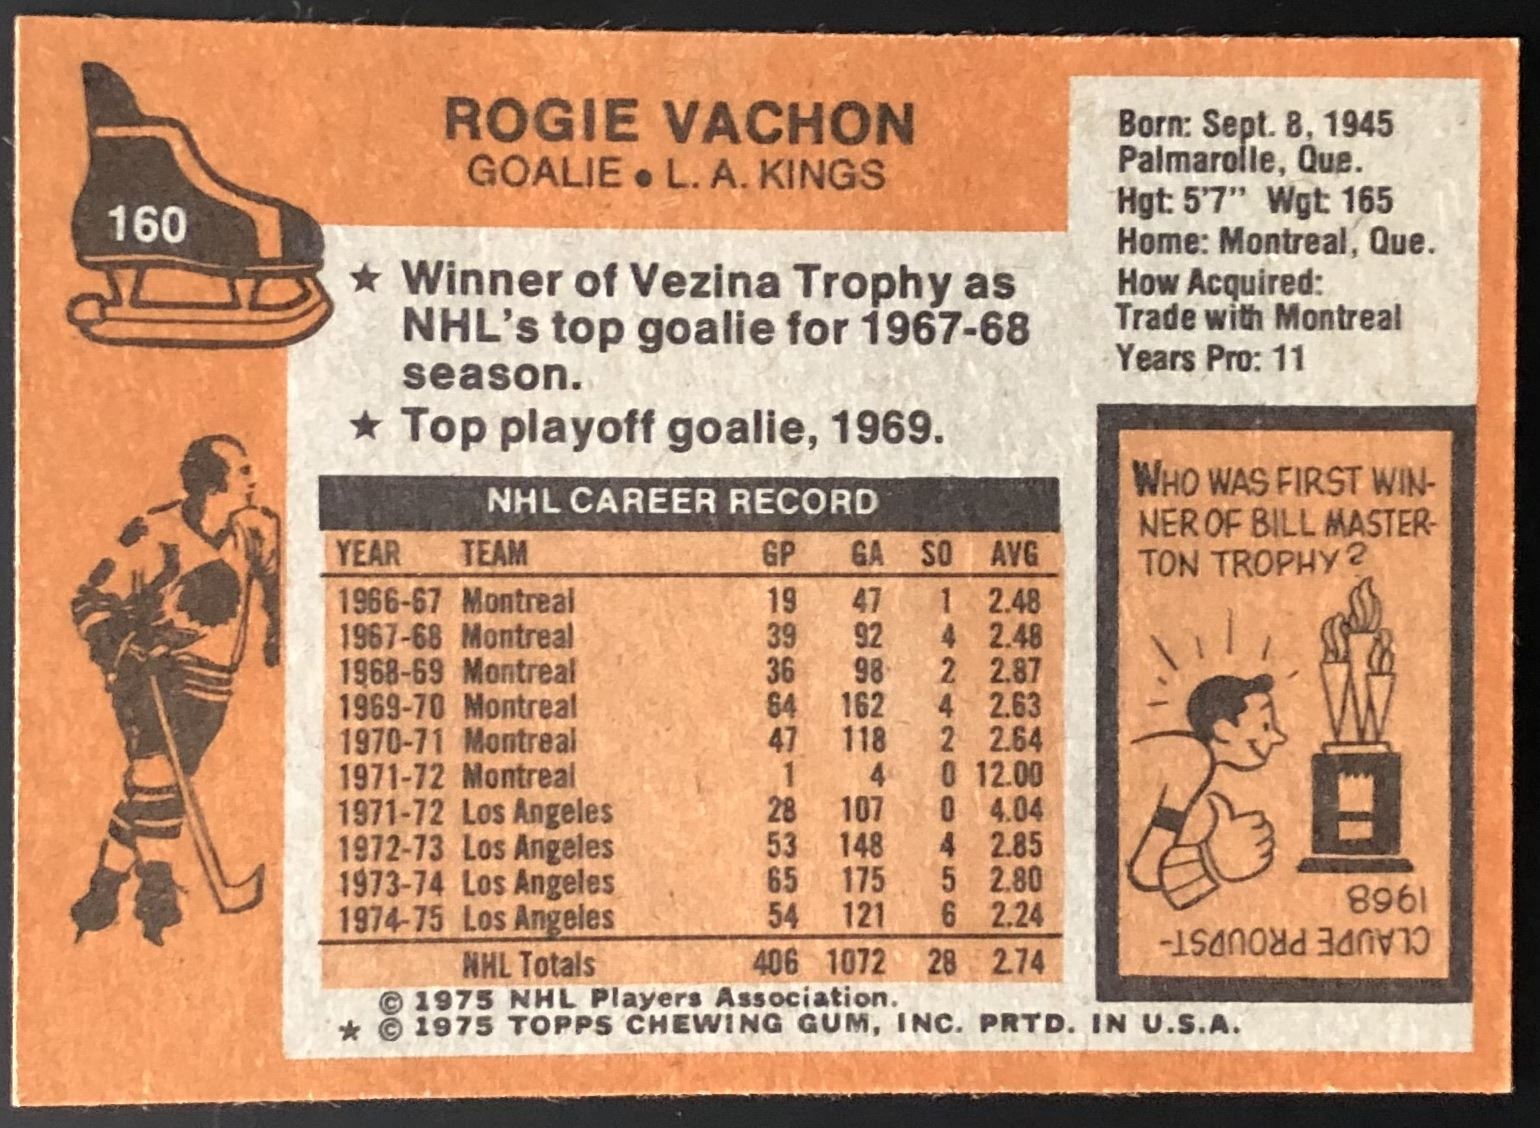 160
ROGIE VACHON
GOALIE • L. A. KINGS
Born: Sept. 8, 1945
Palmarolle, Que.
Hgt: 5'7" Wgt: 165
Home: Montreal, Que.
How Acquired:
Trade with Montreal
Years Pro: 11
★ Winner of Vezina Trophy as
NHL's top goalie for 1967-68
season.
★ Top playoff goalie, 1969.
NHL CAREER RECORD
YEAR TEAM GP GA SO AVG
1966-67 Montreal 19 47 1 2.48
1967-68 Montreal 39 92 4 2.48
1968-69 Montreal 36 98 2 2.87
1969-70 Montreal 64 162 4 2.63
1970-71 Montreal 47 118 2 2.64
1971-72 Montreal 1 4 0 12.00
1971-72 Los Angeles 28 107 0 4.04
1972-73 Los Angeles 53 148 4 2.85
1973-74 Los Angeles 65 175 5 2.80
1974-75 Los Angeles 54 121 6 2.24
NHL Totals 406 1072 28 2.74
WHO WAS FIRST WIN-
NER OF BILL MASTER-
TON TROPHY?
CLAUDE PROUDST-
1968
© 1975 NHL Players Association.
★ © 1975 TOPPS CHEWING GUM, INC. PRTD. IN U.S.A.